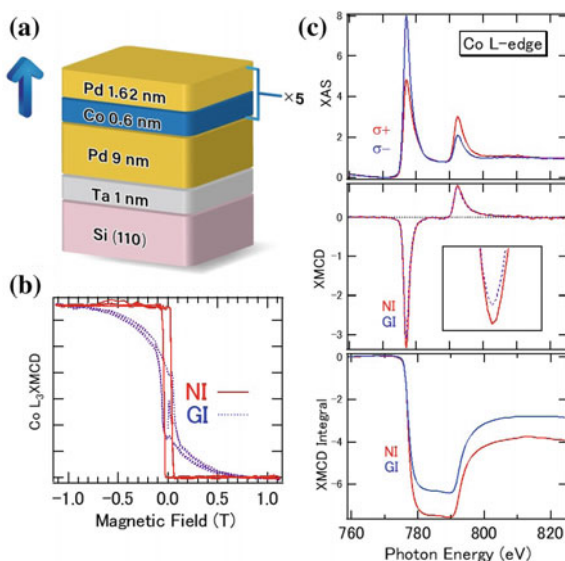 (a)
Pd 1.62 nm
Co 0.6 nm
×5
Pd 9 nm
Ta 1 nm
Si (110)
(b)
Co L3XMCD
NI
GI
-1.0 -0.5 0.0 0.5 1.0
Magnetic Field (T)
(c)
8
6
4
2
0
XAS
Co L-edge
σ+
σ−
0
-1
-2
-3
XMCD
NI
GI
0
-2
-4
-6
XMCD Integral
NI
GI
760 780 800 820
Photon Energy (eV)